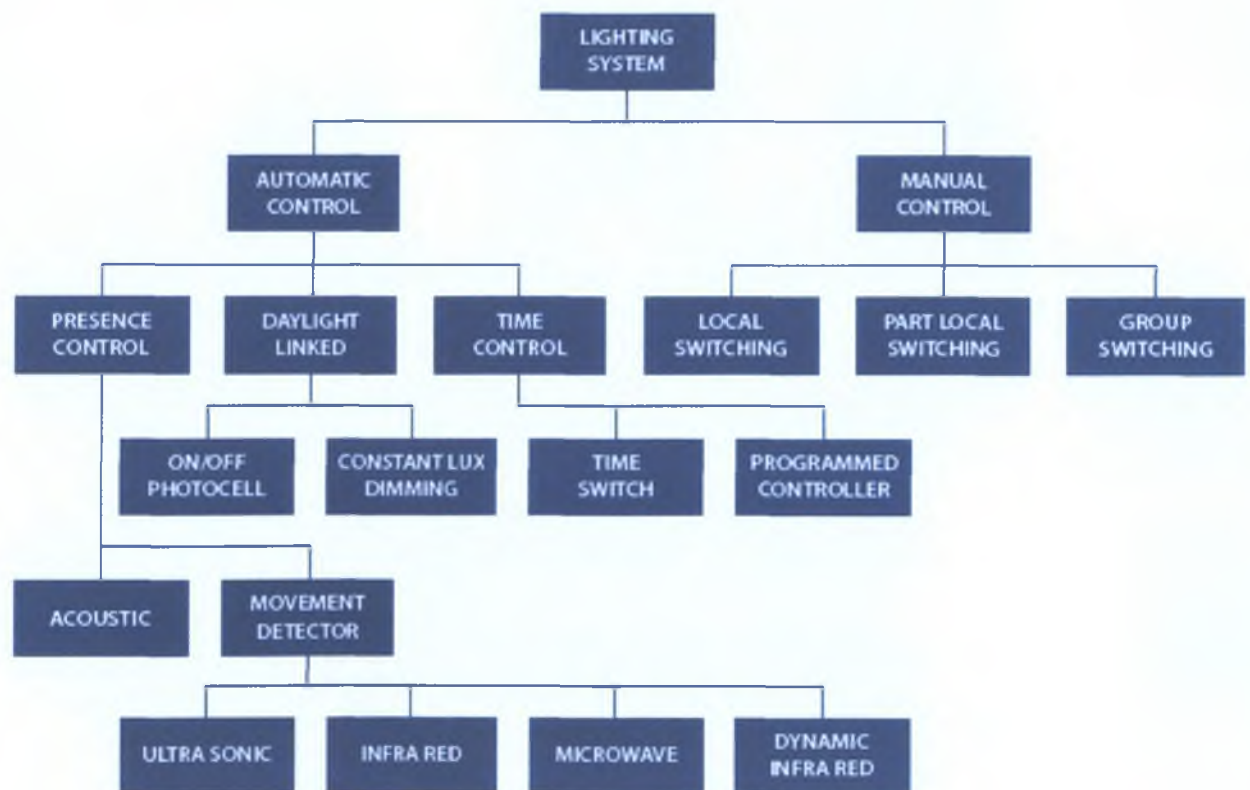 LIGHTING
SYSTEM
AUTOMATIC
CONTROL
MANUAL
CONTROL
PRESENCE
CONTROL
DAYLIGHT
LINKED
TIME
CONTROL
LOCAL
SWITCHING
PART LOCAL
SWITCHING
GROUP
SWITCHING
ON/OFF
PHOTOCELL
CONSTANT LUX
DIMMING
TIME
SWITCH
PROGRAMMED
CONTROLLER
ACOUSTIC
MOVEMENT
DETECTOR
ULTRA SONIC
INFRA RED
MICROWAVE
DYNAMIC
INFRA RED